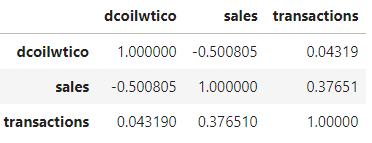 dcoilwtico sales transactions
dcoilwtico 1.000000 -0.500805 0.04319
sales -0.500805 1.000000 0.37651
transactions 0.043190 0.376510 1.00000